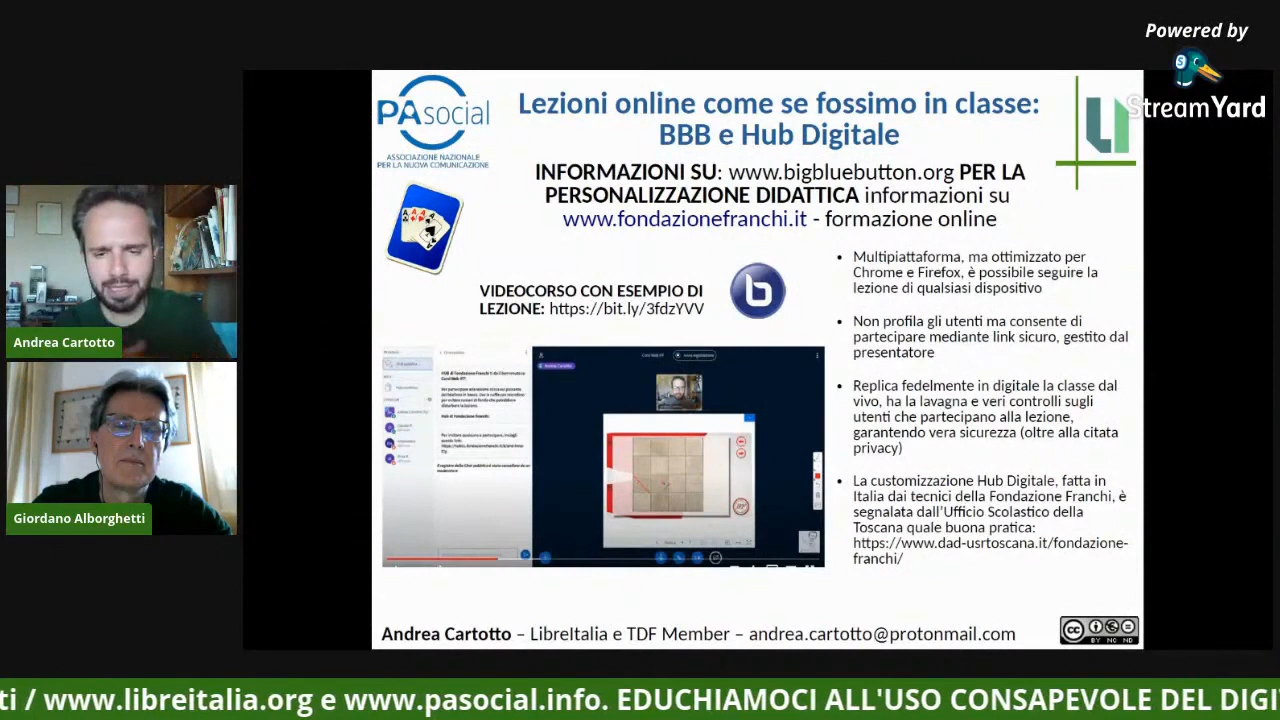 Powered by
StreamYard
PAsocial
ASSOCIAZIONE NAZIONALE
PER LA NUOVA COMUNICAZIONE
Lezioni online come se fossimo in classe:
BBB e Hub Digitale
INFORMAZIONI SU: www.bigbluebutton.org PER LA
PERSONALIZZAZIONE DIDATTICA informazioni su
www.fondazionefranchi.it - formazione online
VIDEOCORSO CON ESEMPIO DI
LEZIONE: https://bit.ly/3fdzYVV
b
Andrea Cartotto
Giordano Alborghetti
• Multipiattaforma, ma ottimizzato per
Chrome e Firefox, è possibile seguire la
lezione di qualsiasi dispositivo
• Non profila gli utenti ma consente di
partecipare mediante link sicuro, gestito dal
presentatore
• Replica redelmente in digitale la classe dal
vivo, ha la lavagna e veri controlli sugli
utenti che partecipano alla lezione,
garantendo vera sicurezza (oltre alla citata
privacy)
• La customizzazione Hub Digitale, fatta in
Italia dai tecnici della Fondazione Franchi, è
segnalata dall'Ufficio Scolastico della
Toscana quale buona pratica:
https://www.dad-usrtoscana.it/fondazione-
franchi/
Andrea Cartotto – LibreItalia e TDF Member – andrea.cartotto@protonmail.com
CC BY NC ND
ti / www.libreitalia.org e www.pasocial.info. EDUCHIAMOCI ALL'USO CONSAPEVOLE DEL DIGI